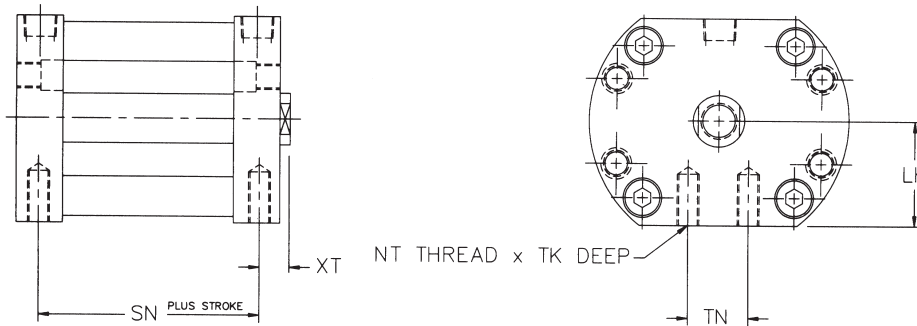 XT
NT THREAD x TK DEEP
SN PLUS STROKE
TN